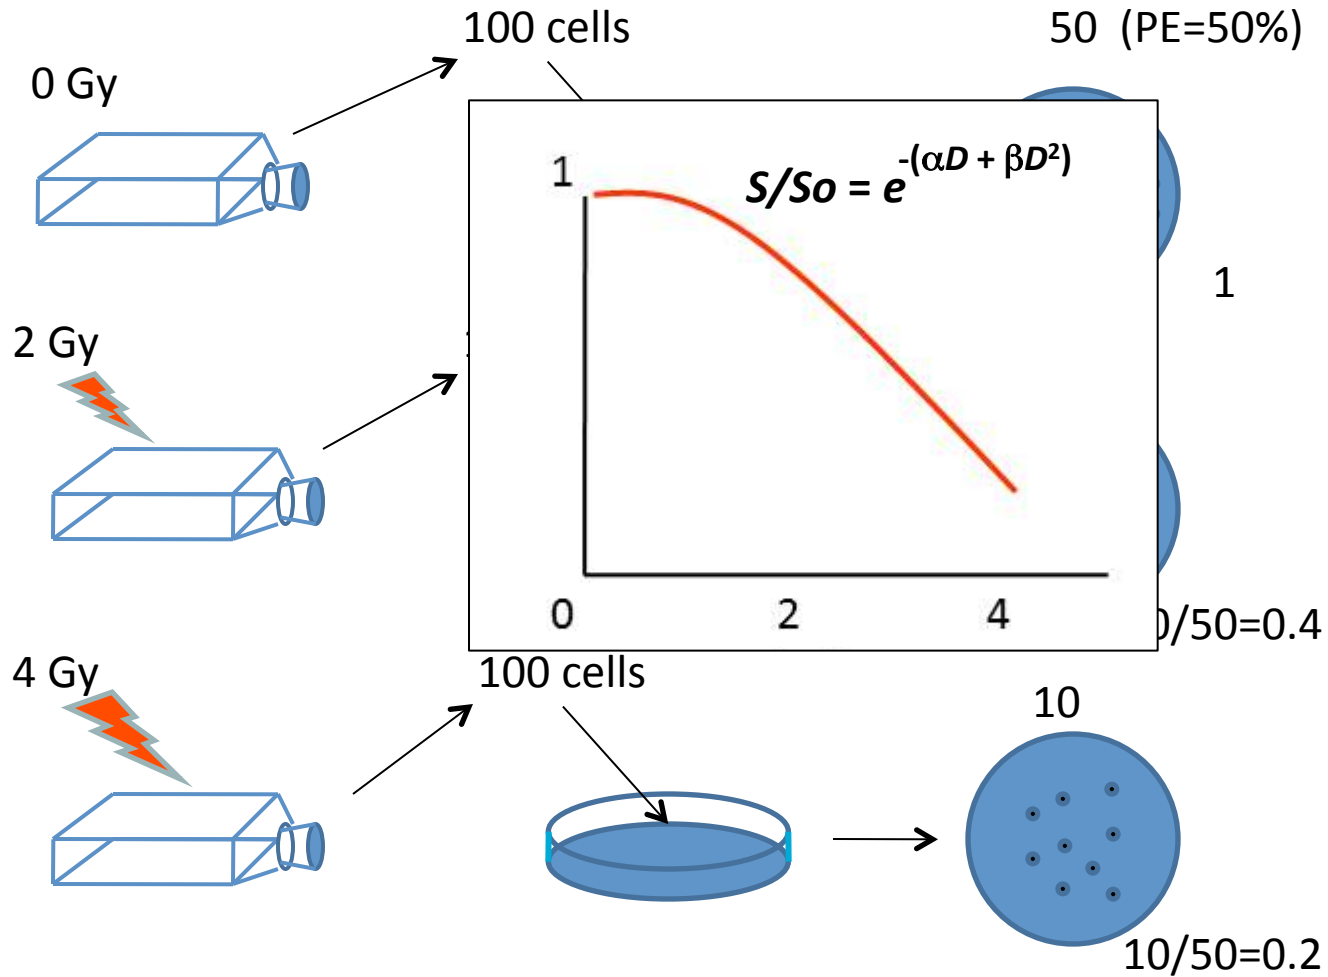 100 cells
50 (PE=50%)
0 Gy
1
S/So = e^-(αD + βD²)
1
2 Gy
0 2 4
0/50=0.4
4 Gy
100 cells
10
10/50=0.2